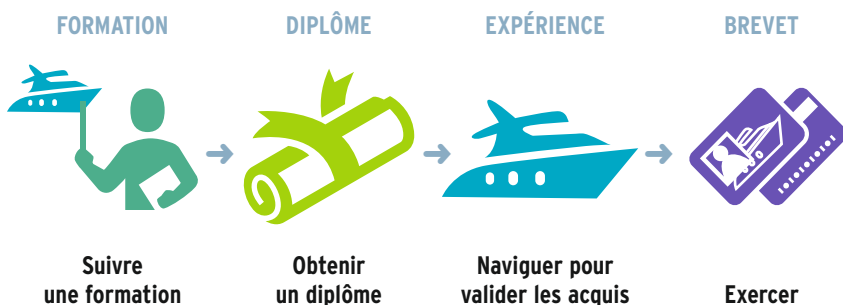 FORMATION
DIPLÔME
EXPÉRIENCE
BREVET
Suivre
une formation
Obtenir
un diplôme
Naviguer pour
valider les acquis
Exercer